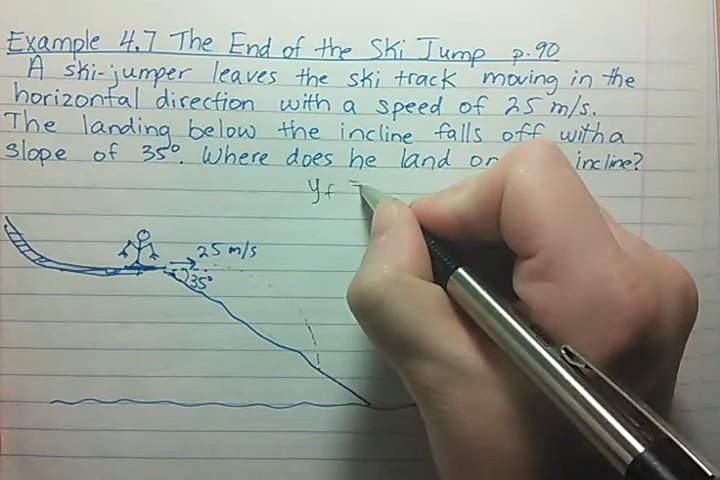 Example 4.7 The End of the Ski Jump p.90
A ski-jumper leaves the ski track moving in the
horizontal direction with a speed of 25 m/s.
The landing below the incline falls off with a
slope of 35°. Where does he land on incline?
yf =
25 m/s
35°